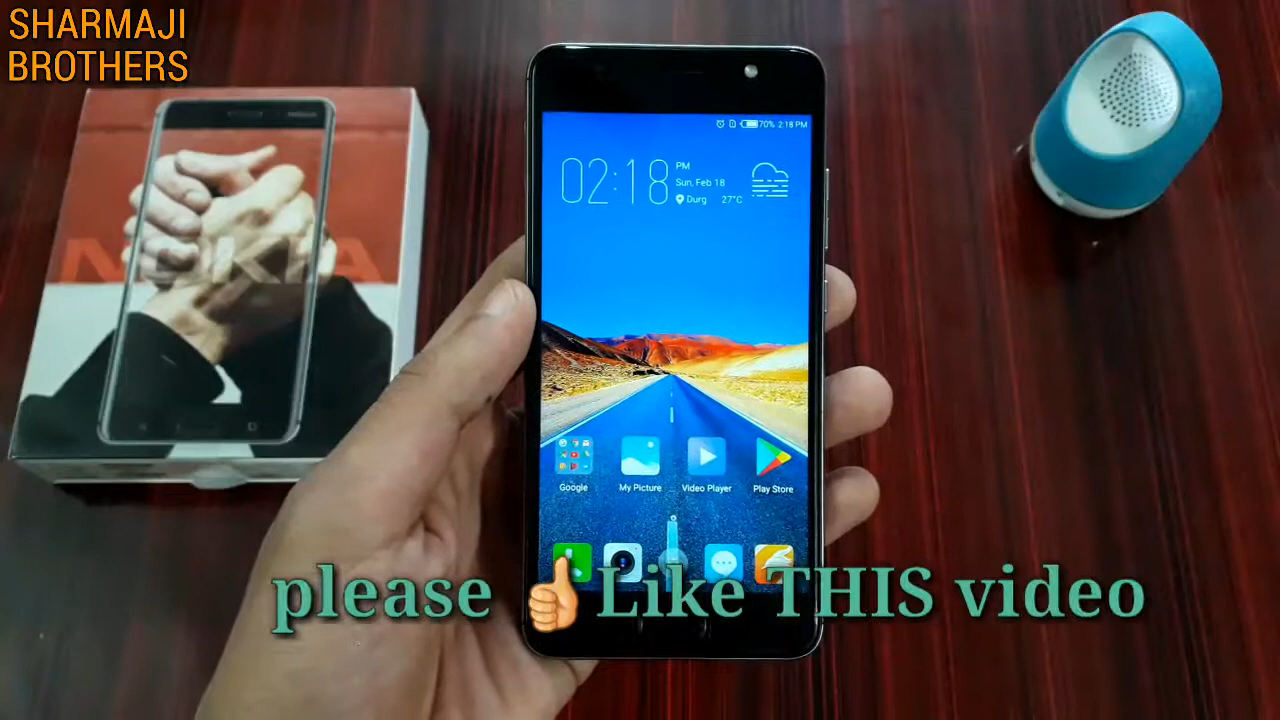 SHARMAJI
BROTHERS
NOKIA
70% 2:18 PM
02:18
PM
Sun, Feb 18
Durg 27°C
Google My Picture Video Player Play Store
please 👍 Like THIS video